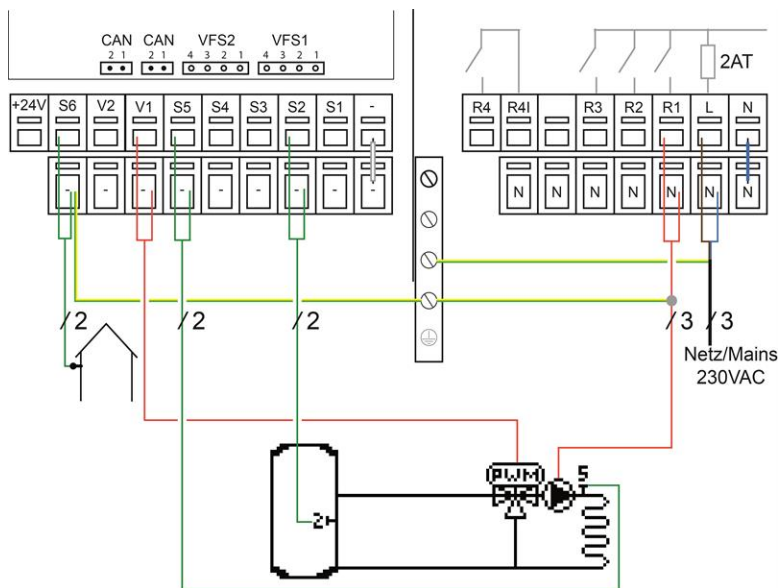 CAN CAN VFS2 VFS1
2 1 2 1 4 3 2 1 4 3 2 1
2AT
+24V S6 V2 V1 S5 S4 S3 S2 S1 - R4 R4I R3 R2 R1 L N
- - - - - - - - N N N N N N N
/2 /2 /2 /3 /3
Netz/Mains
230VAC
PWM S
2